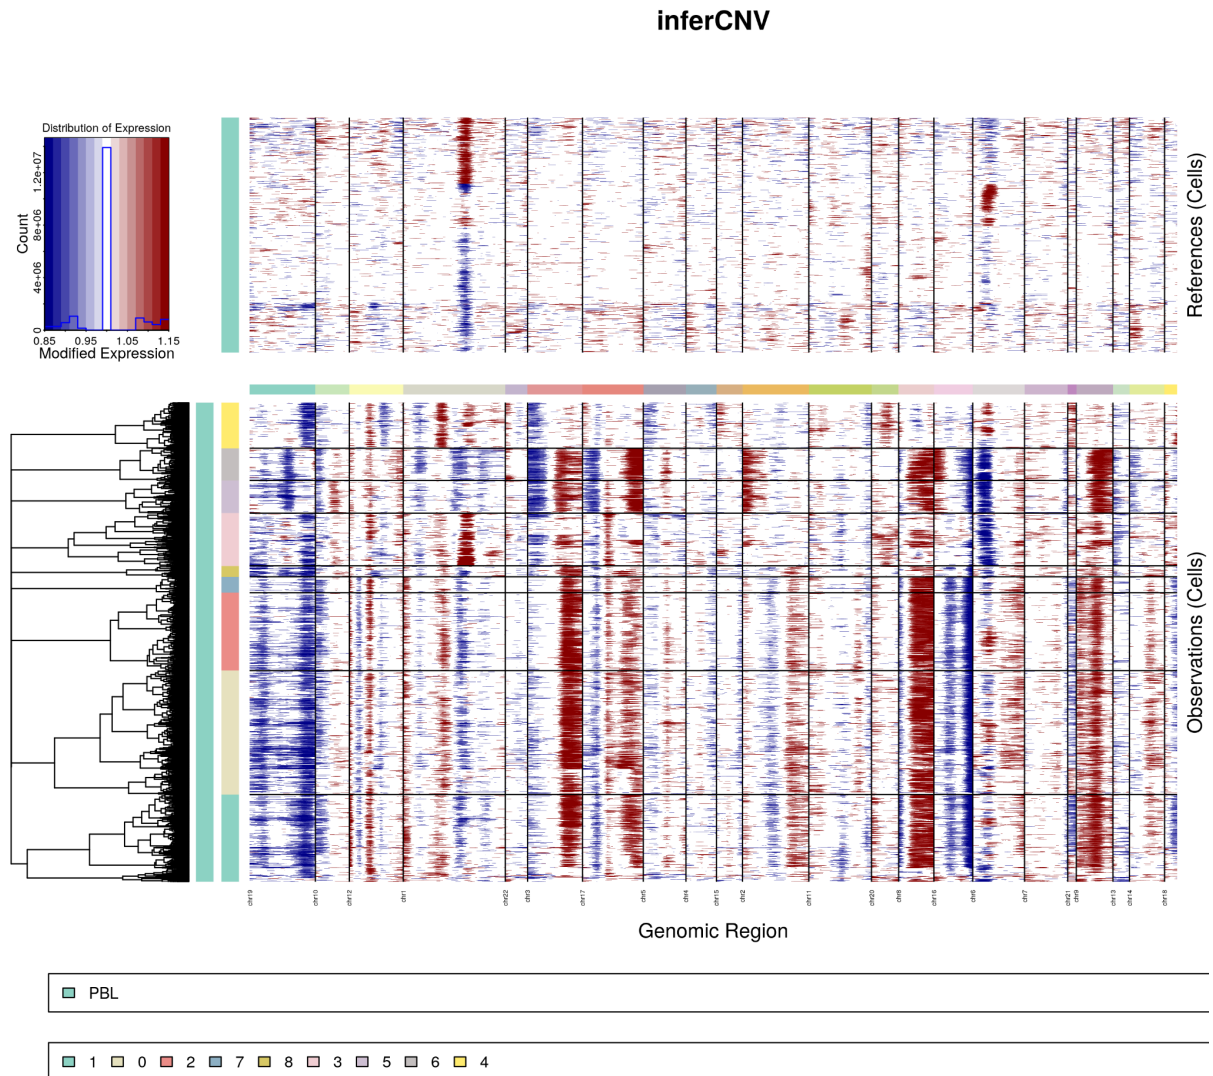 inferCNV
Distribution of Expression
Count
0 4e+06 8e+06 1.2e+07
0.85 0.95 1.05 1.15
Modified Expression
References (Cells)
Observations (Cells)
chr19 chr10 chr12 chr1 chr22 chr3 chr17 chr5 chr4 chr15 chr2 chr11 chr20 chr8 chr16 chr6 chr7 chr21 chr9 chr13 chr14 chr18
Genomic Region
PBL
1 0 2 7 8 3 5 6 4